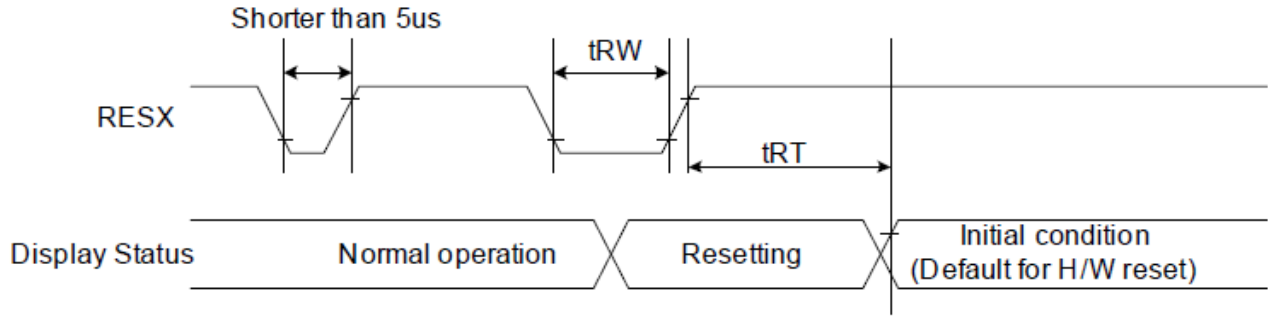 Shorter than 5us
tRW
RESX
tRT
Display Status
Normal operation
Resetting
Initial condition
(Default for H/W reset)